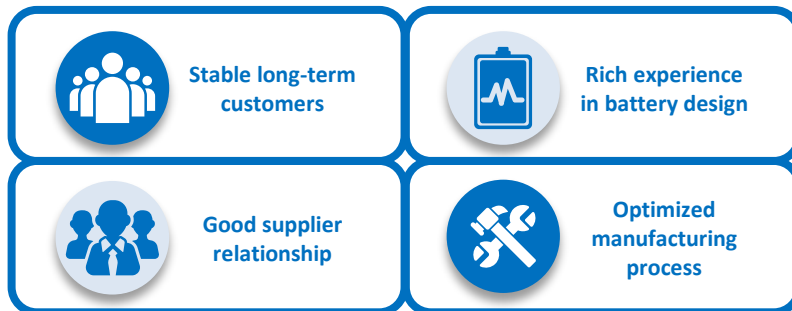 Stable long-term
customers
Rich experience
in battery design
Good supplier
relationship
Optimized
manufacturing
process